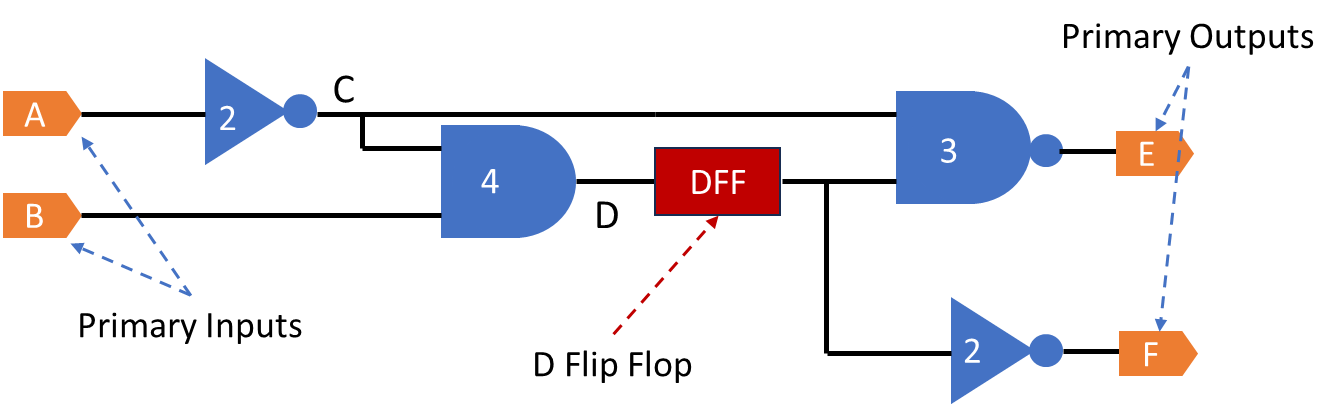 Primary Outputs
A
2
C
3
E
4
DFF
B
D
Primary Inputs
D Flip Flop
2
F